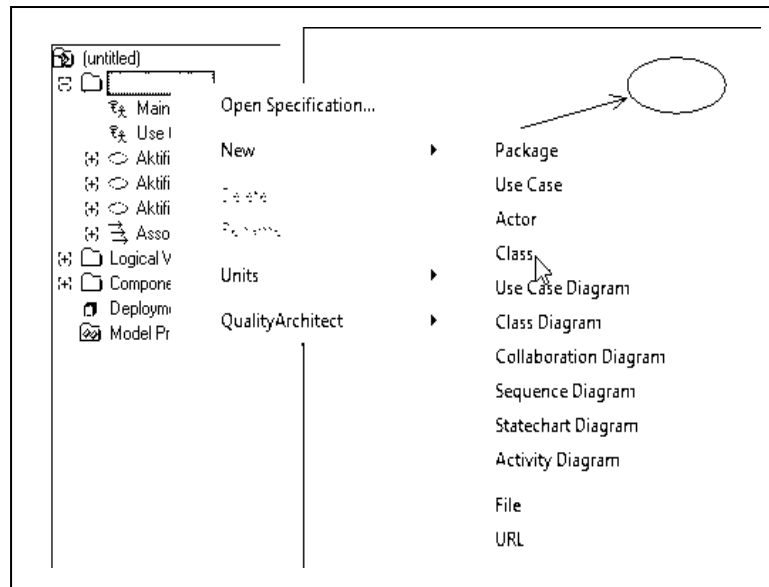 (untitled)
Main
Use
Aktifi
Aktifi
Aktifi
Asso
Logical V
Compone
Deploym
Model Pr
Open Specification...
New
Units
QualityArchitect
Package
Use Case
Actor
Class
Use Case Diagram
Class Diagram
Collaboration Diagram
Sequence Diagram
Statechart Diagram
Activity Diagram
File
URL